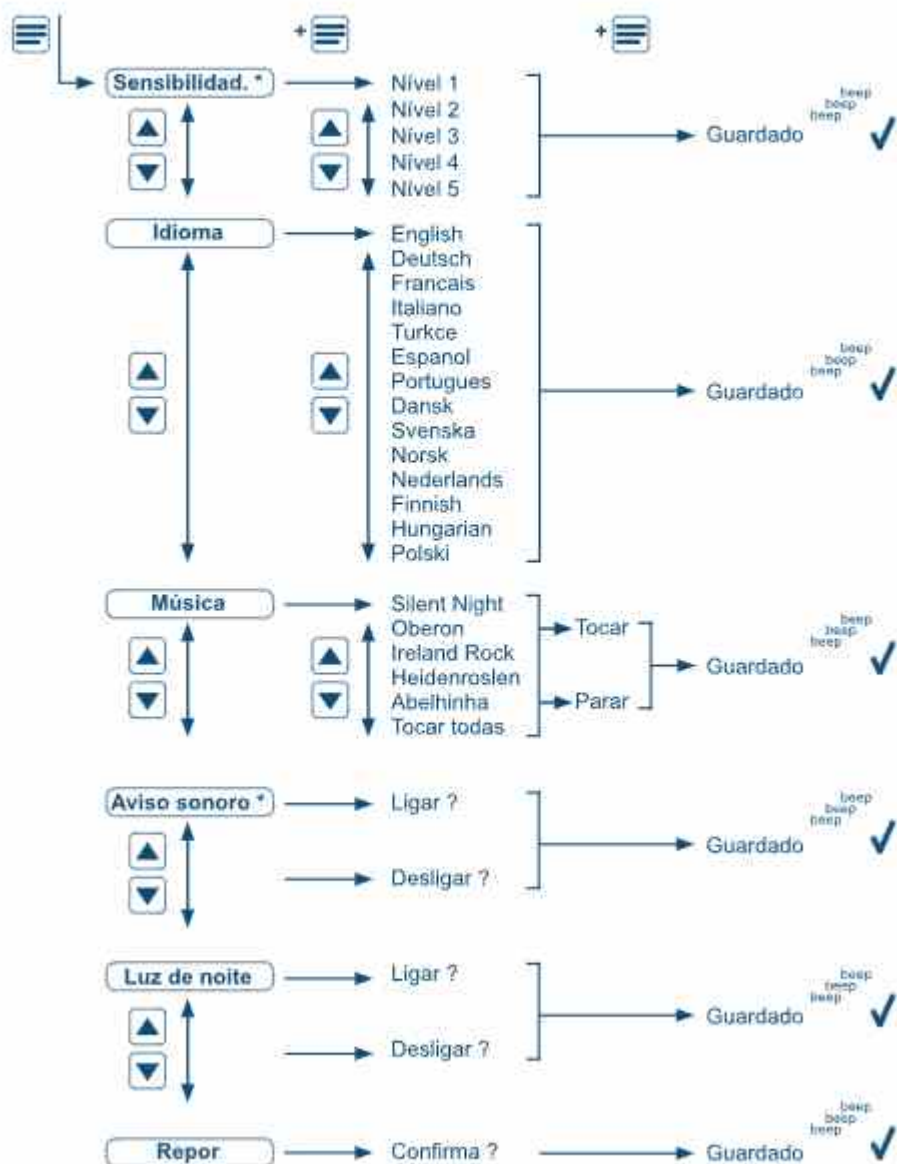 +
+
Sensibilidad. *
Nível 1
Nível 2
Nível 3
Nível 4
Nível 5
Guardado
beep
beep
beep
Idioma
English
Deutsch
Francais
Italiano
Turkce
Espanol
Portugues
Dansk
Svenska
Norsk
Nederlands
Finnish
Hungarian
Polski
Guardado
beep
beep
beep
Música
Silent Night
Oberon
Ireland Rock
Heidenroslen
Abelhinha
Tocar todas
Tocar
Parar
Guardado
beep
beep
beep
Aviso sonoro *
Ligar ?
Desligar ?
Guardado
beep
beep
beep
Luz de noite
Ligar ?
Desligar ?
Guardado
beep
beep
beep
Repor
Confirma ?
Guardado
beep
beep
beep